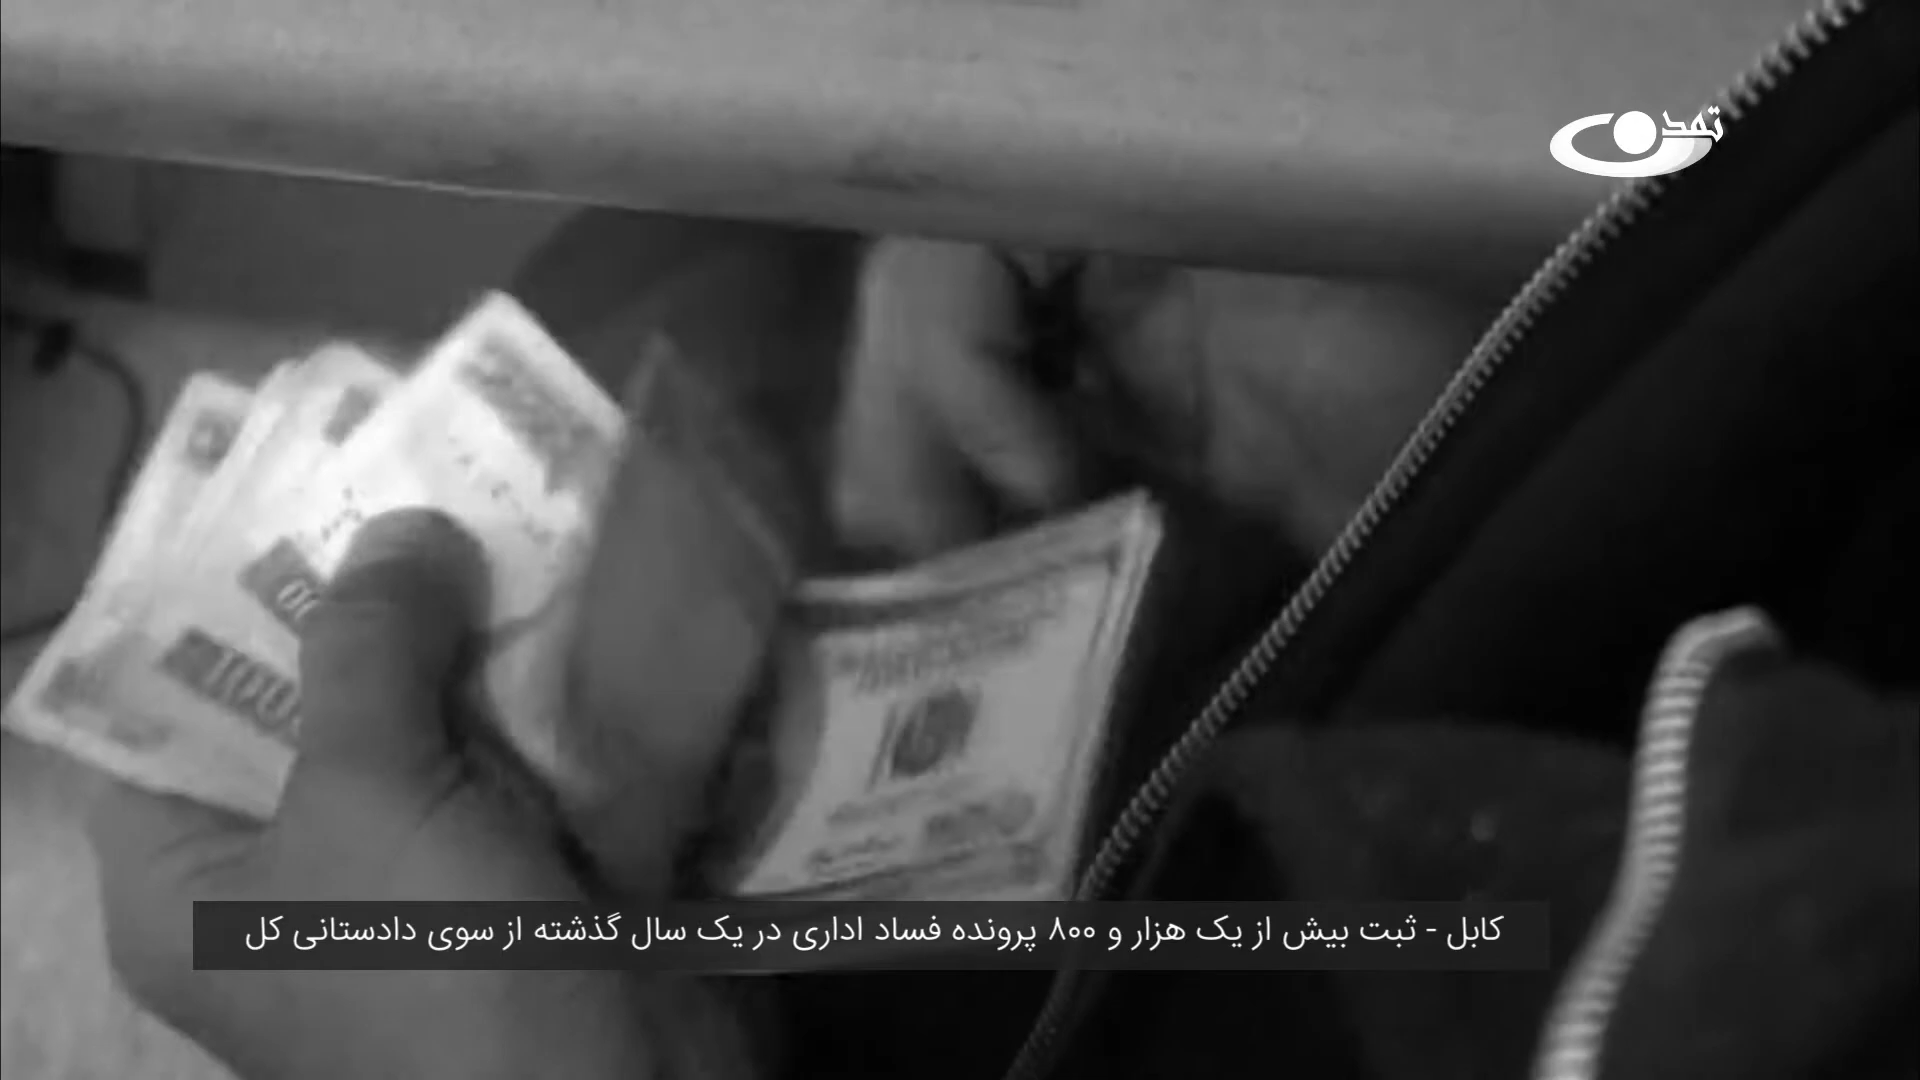 تمدن
کابل - ثبت بیش از یک هزار و ۸۰۰ پرونده فساد اداری در یک سال گذشته از سوی دادستانی کل